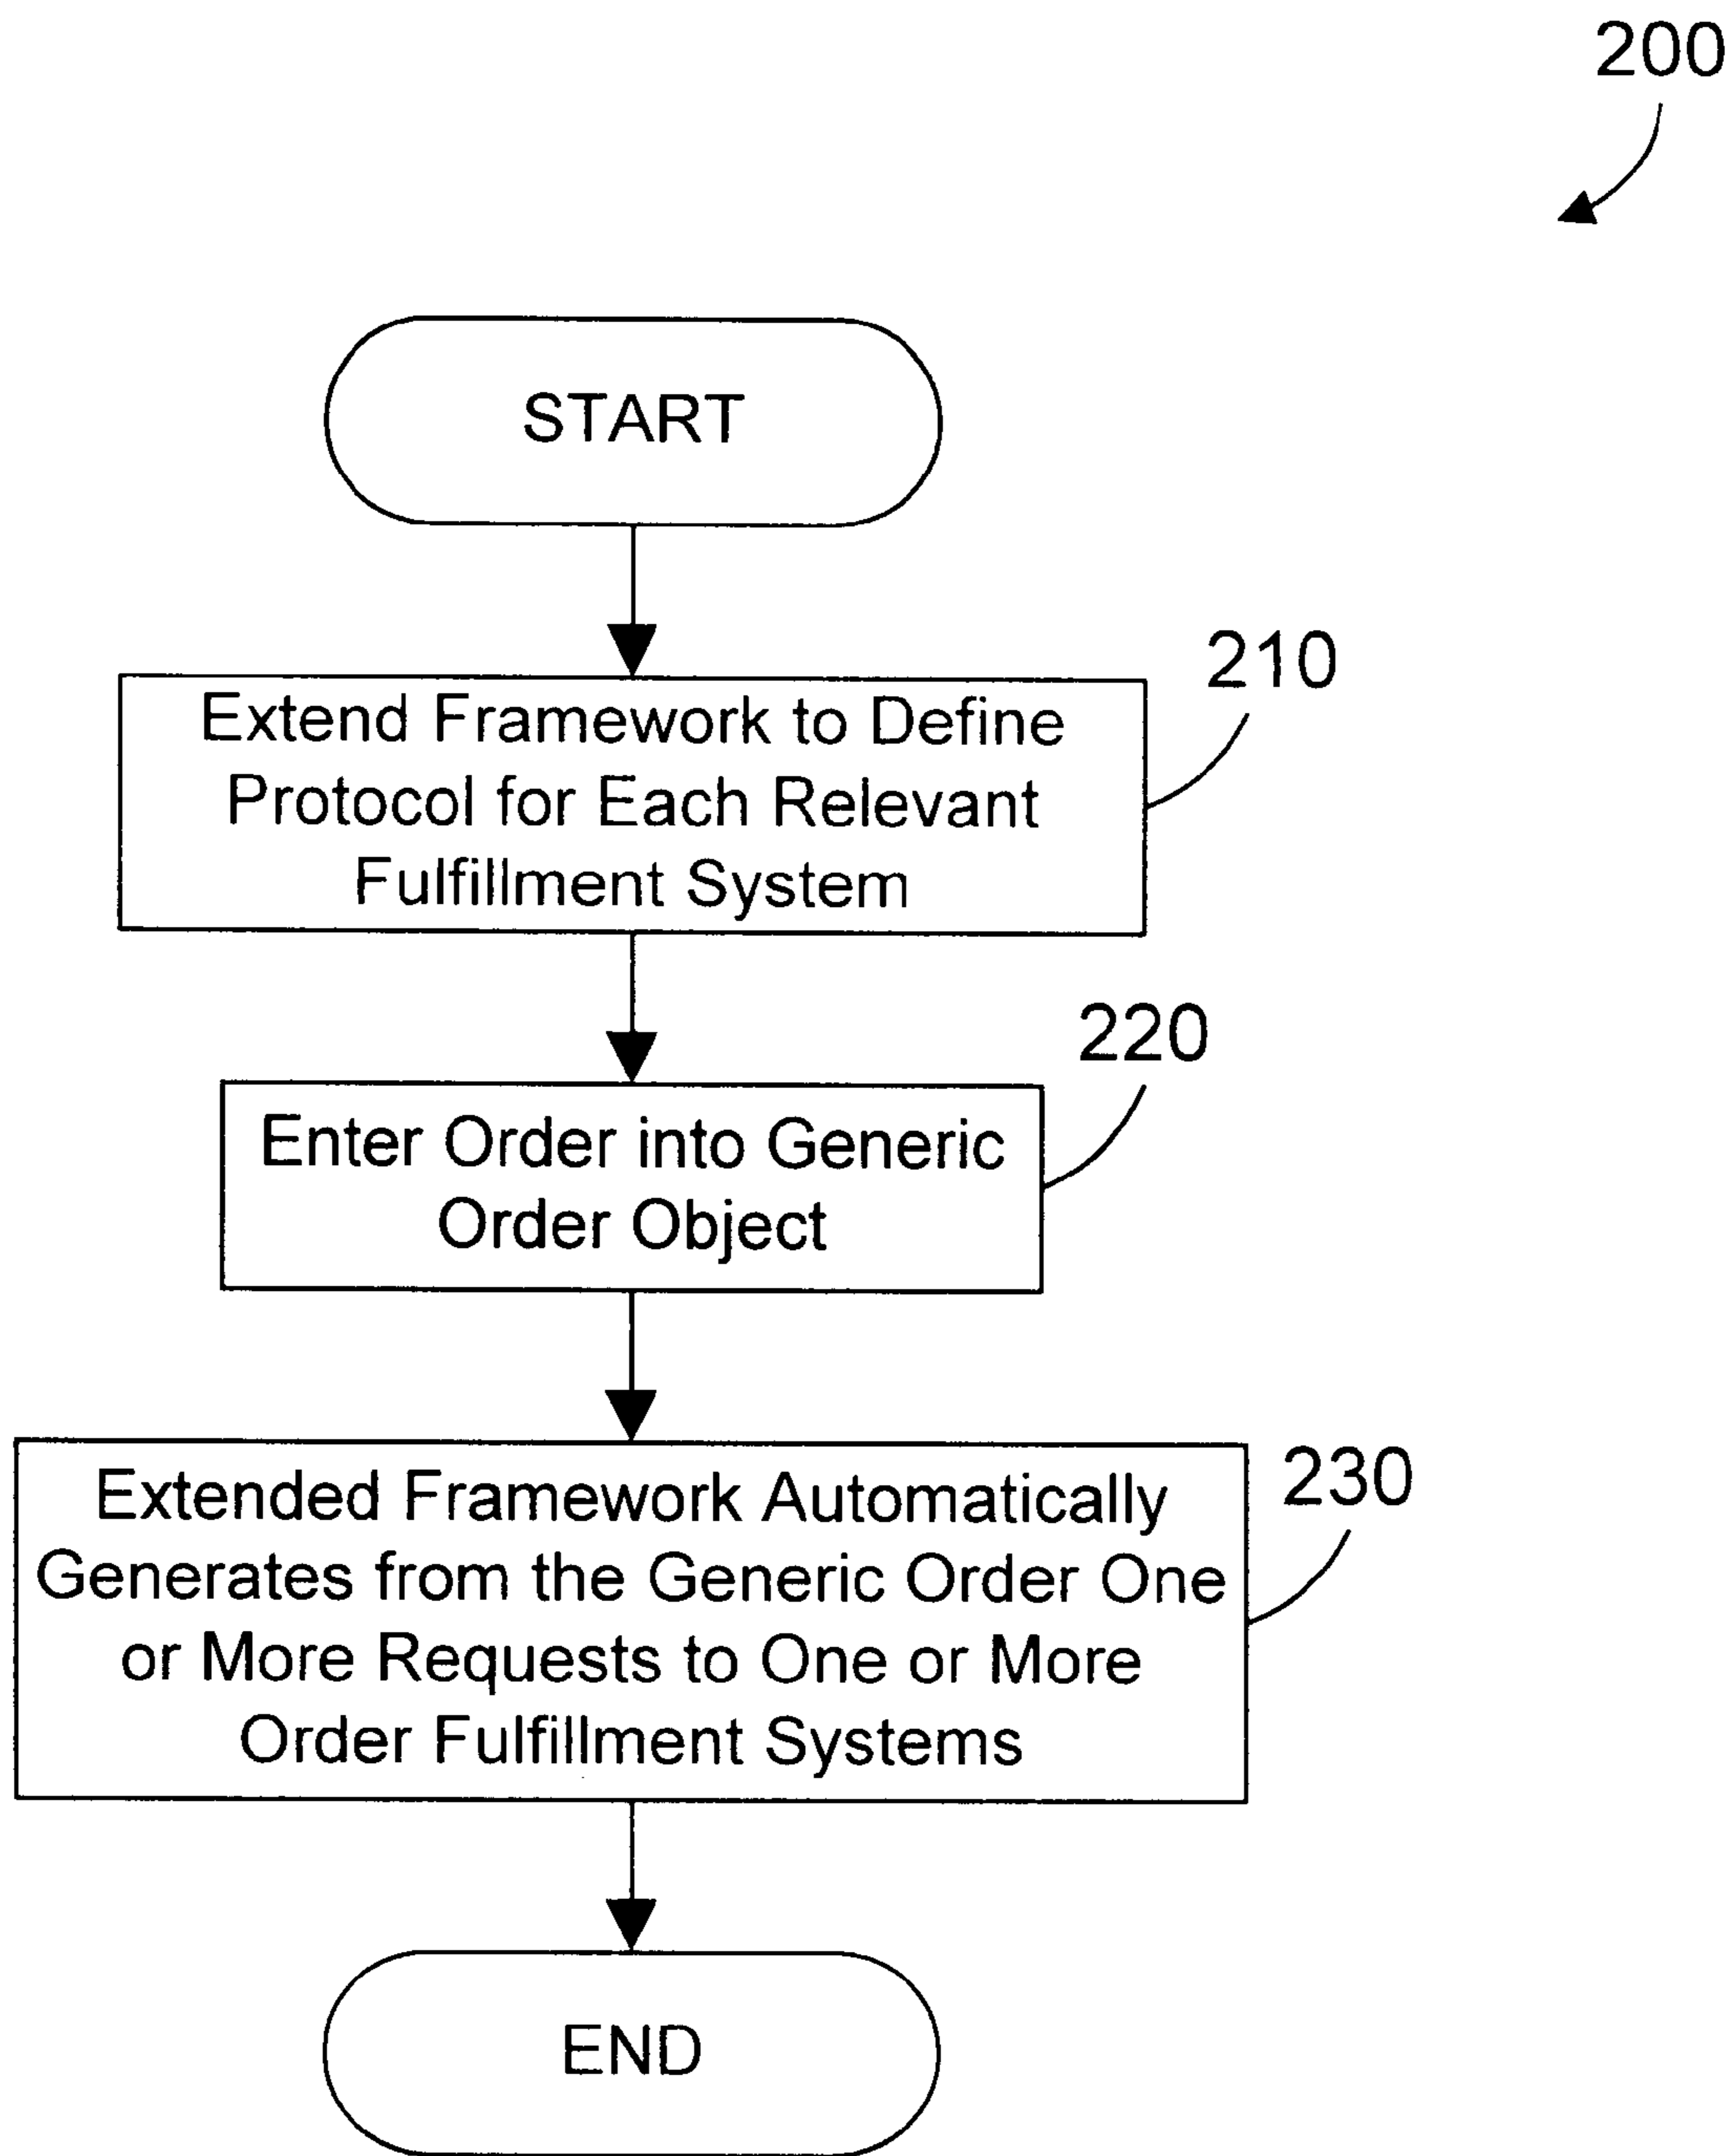 200
START
210
Extend Framework to Define
Protocol for Each Relevant
Fulfillment System
220
Enter Order into Generic
Order Object
230
Extended Framework Automatically
Generates from the Generic Order One
or More Requests to One or More
Order Fulfillment Systems
END